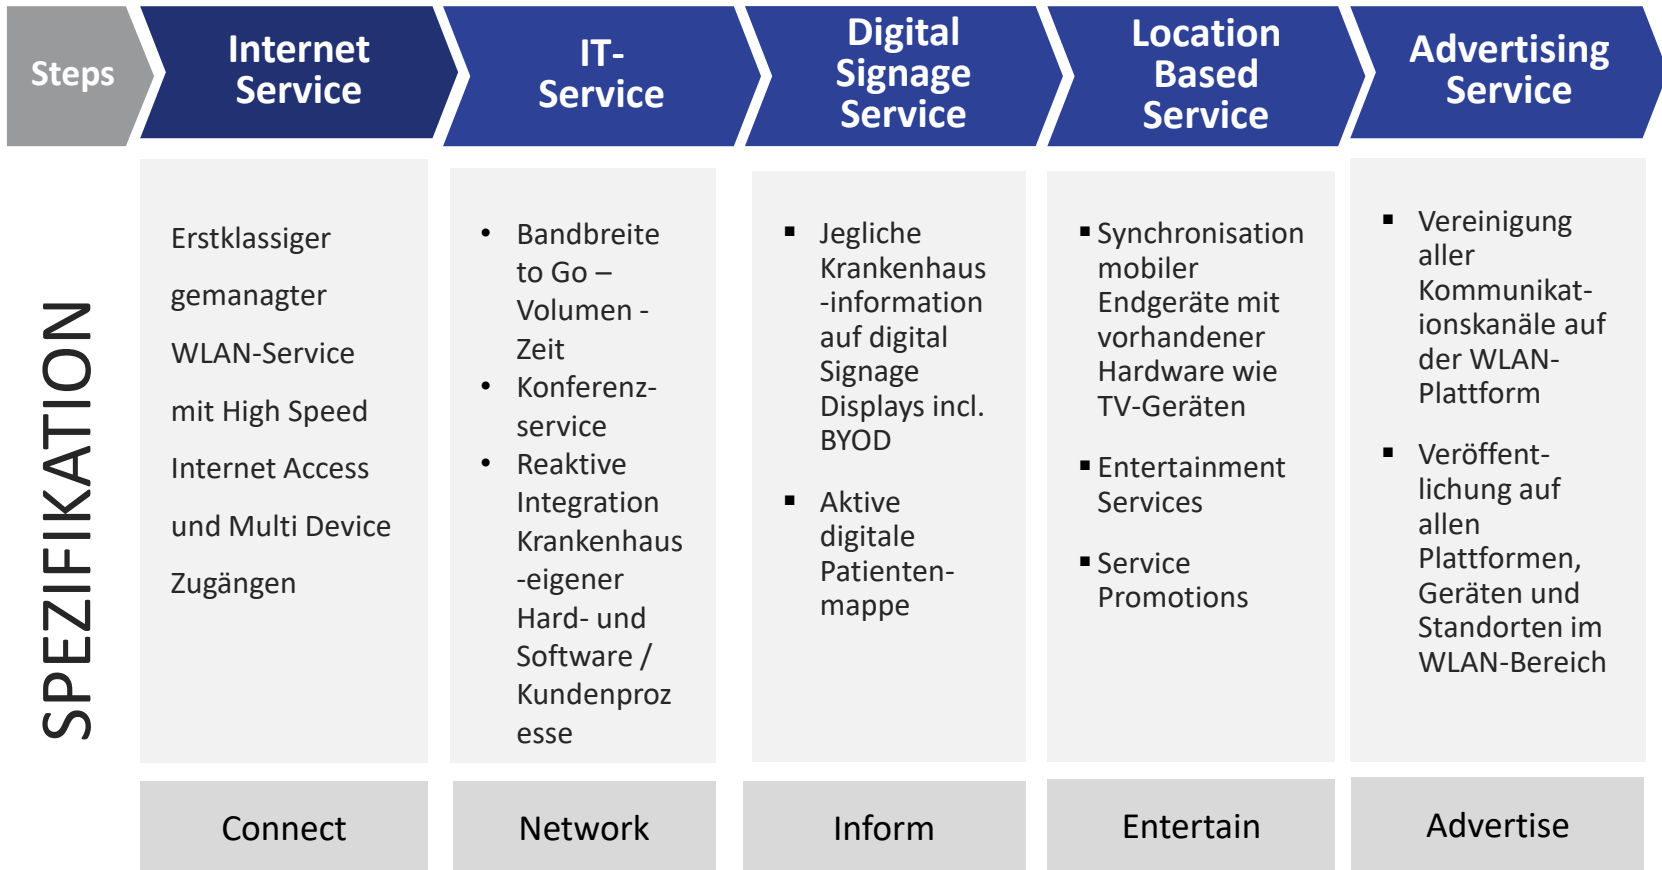 Steps
Internet
Service
IT-
Service
Digital
Signage
Service
Location
Based
Service
Advertising
Service
SPEZIFIKATION
Erstklassiger
gemanagter
WLAN-Service
mit High Speed
Internet Access
und Multi Device
Zugängen
• Bandbreite
to Go –
Volumen -
Zeit
• Konferenz-
service
• Reaktive
Integration
Krankenhaus
-eigener
Hard- und
Software /
Kundenproz
esse
▪ Jegliche
Krankenhaus
-information
auf digital
Signage
Displays incl.
BYOD
▪ Aktive
digitale
Patienten-
mappe
▪ Synchronisation
mobiler
Endgeräte mit
vorhandener
Hardware wie
TV-Geräten
▪ Entertainment
Services
▪ Service
Promotions
▪ Vereinigung
aller
Kommunikat-
ionskanäle auf
der WLAN-
Plattform
▪ Veröffent-
lichung auf
allen
Plattformen,
Geräten und
Standorten im
WLAN-Bereich
Connect
Network
Inform
Entertain
Advertise